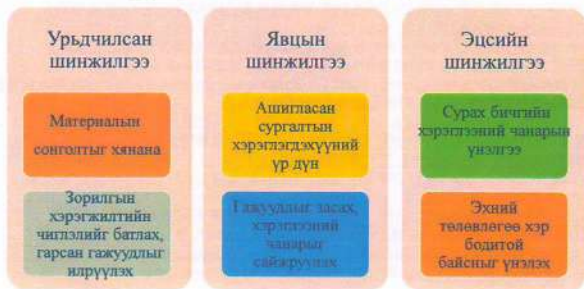 Урьдчилсан
шинжилгээ
Материалын
сонголтыг хянана
Зорилгын
хэрэгжилтийн
чиглэлийг батлах,
гарсан гажуудлыг
илрүүлэх
Явцын
шинжилгээ
Ашигласан
сургалтын
хэрэглэгдэхүүний
үр дүн
Гажуудлыг засах,
хэрэглээний
чанарыг
сайжруулах
Эцсийн
шинжилгээ
Сурах бичгийн
хэрэглээний чанарын
үнэлгээ
Эхний
төлөвлөгөө хэр
бодитой
байсныг үнэлэх